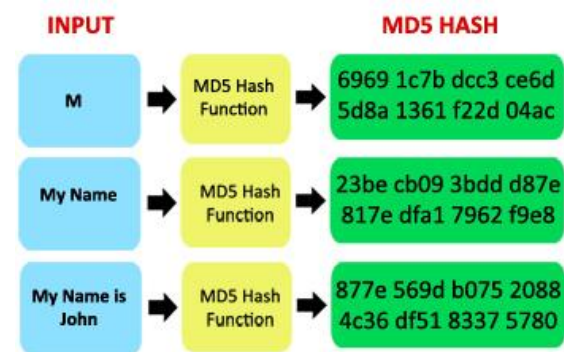 INPUT
MD5 HASH
M
MD5 Hash
Function
6969 1c7b dcc3 ce6d
5d8a 1361 f22d 04ac
My Name
MD5 Hash
Function
23be cb09 3bdd d87e
817e dfa1 7962 f9e8
My Name is
John
MD5 Hash
Function
877e 569d b075 2088
4c36 df51 8337 5780